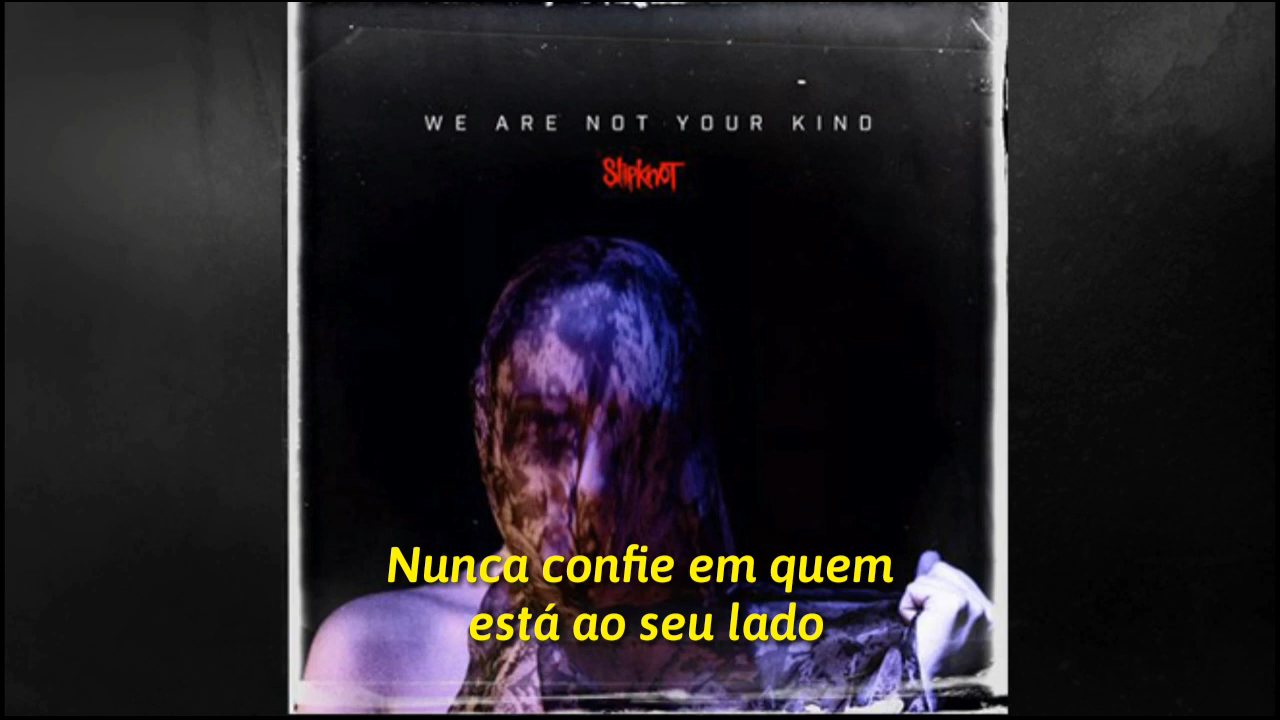 WE ARE NOT YOUR KIND
SlipknoT
Nunca confie em quem
está ao seu lado